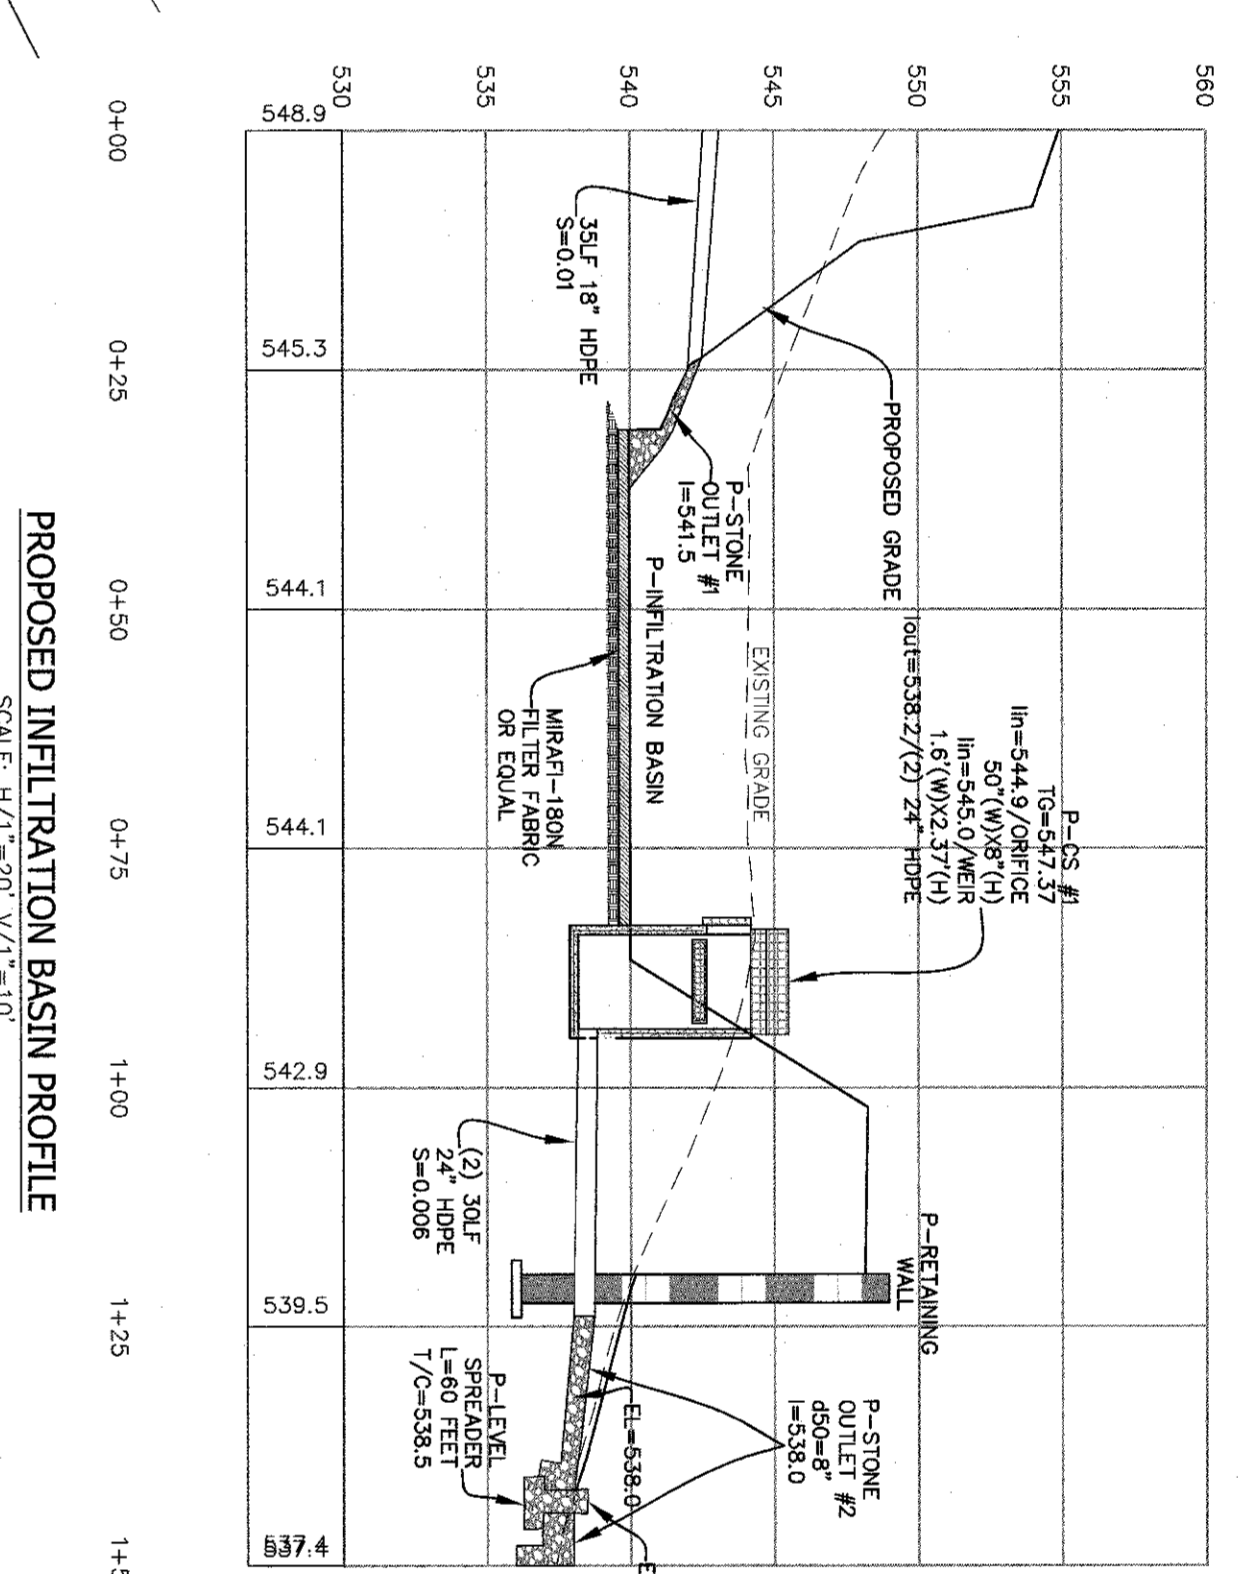 560
555
550
545
540
535
530
548.9
545.3
544.1
544.1
542.9
539.5
537.4
0+00
0+25
0+50
0+75
1+00
1+25
35LF 18" HDPE
S=0.01
PROPOSED GRADE
P-STONE
OUTLET #1
I=541.5
P-INFILTRATION BASIN
EXISTING GRADE
MIRAFI-180N
FILTER FABRIC
OR EQUAL
P-CS #1
TG=547.37
Iin=544.9/ORIFICE
50"(W)X8"(H)
Iin=545.0/WEIR
1.6'(W)X2.37'(H)
Iout=538.2/(2) 24" HDPE
(2) 30LF
24" HDPE
S=0.006
P-RETAINING
WALL
P-STONE
OUTLET #2
d50=8"
I=538.0
EL=538.0
P-LEVEL
SPREADER
L=60 FEET
T/C=538.5
PROPOSED INFILTRATION BASIN PROFILE
SCALE: H/1"=20' V/1"=10'